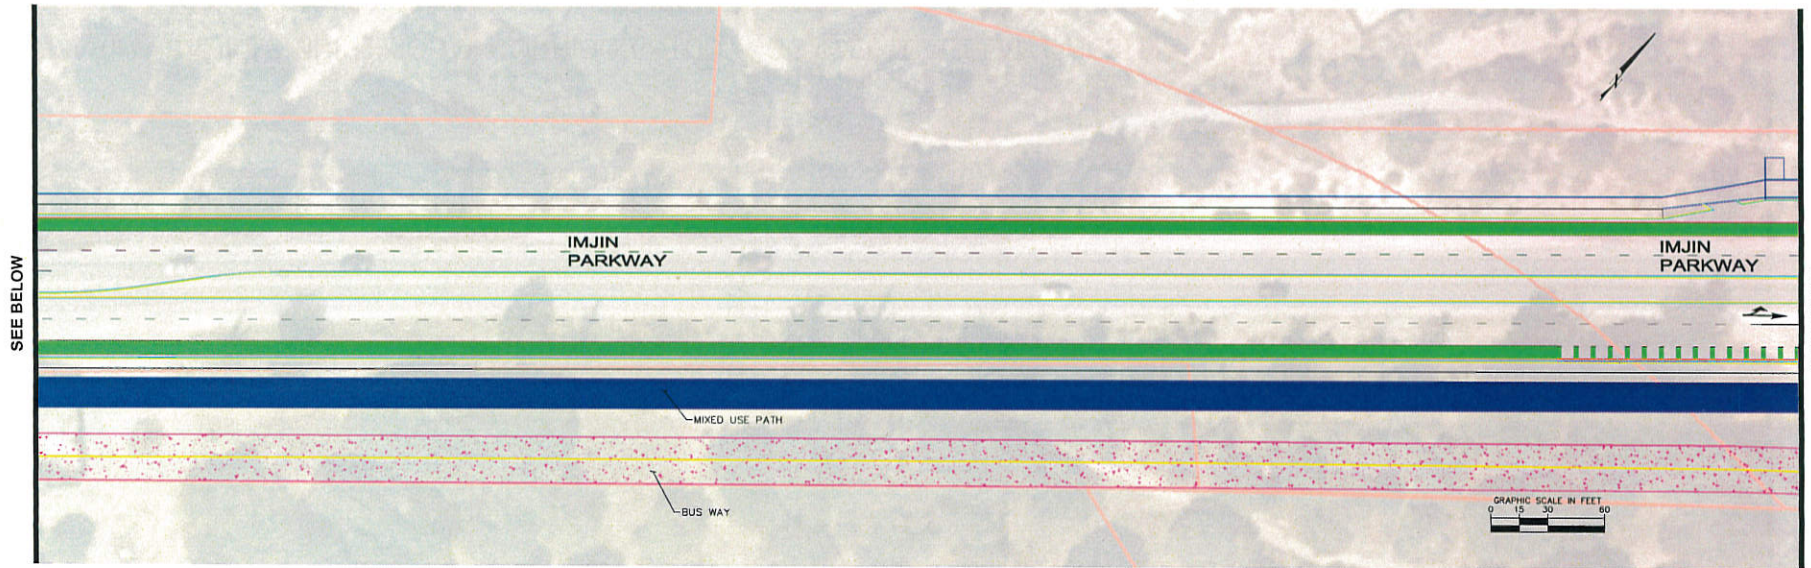 IMJIN
PARKWAY
IMJIN
PARKWAY
SEE BELOW
MIXED USE PATH
BUS WAY
GRAPHIC SCALE IN FEET
0 15 30 60